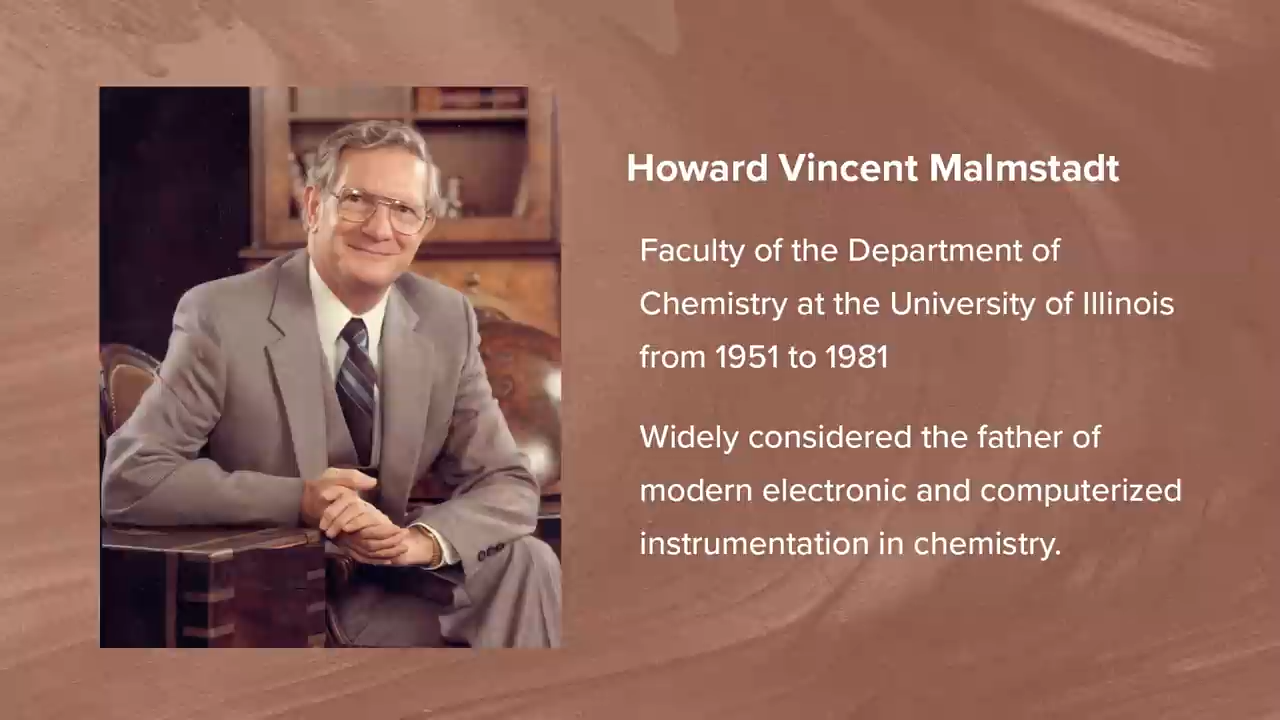 Howard Vincent Malmstadt
Faculty of the Department of
Chemistry at the University of Illinois
from 1951 to 1981
Widely considered the father of
modern electronic and computerized
instrumentation in chemistry.